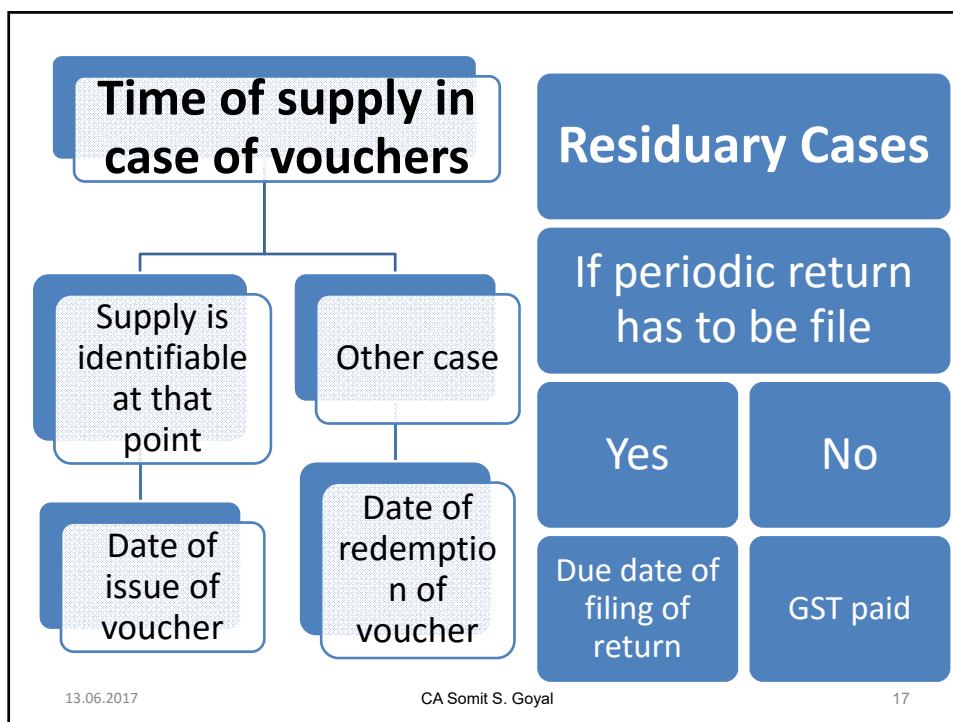 Time of supply in
case of vouchers
Supply is
identifiable
at that
point
Other case
Date of
issue of
voucher
Date of
redemptio
n of
voucher
Residuary Cases
If periodic return
has to be file
Yes
No
Due date of
filing of
return
GST paid
13.06.2017
CA Somit S. Goyal
17